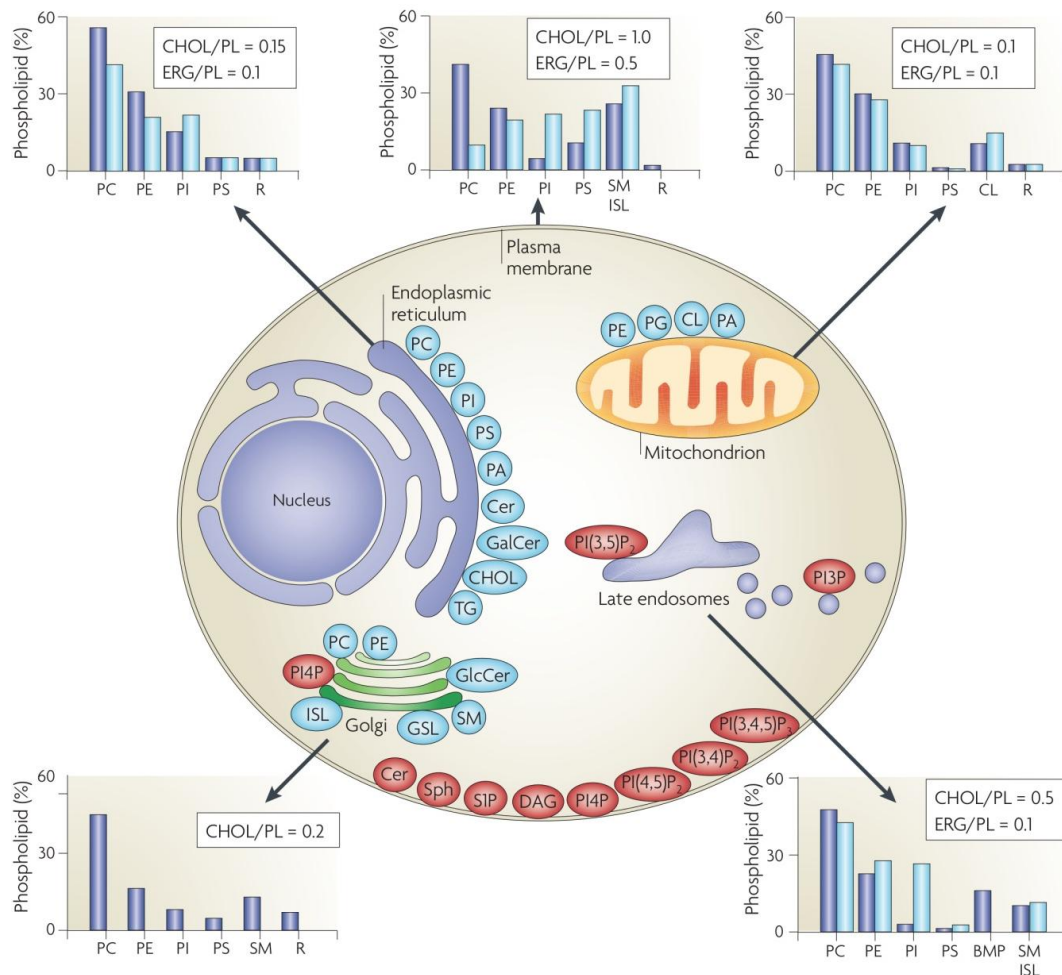 Phospholipid (%)
60
30
0
CHOL/PL = 0.15
ERG/PL = 0.1
PC PE PI PS R
Phospholipid (%)
60
30
0
CHOL/PL = 1.0
ERG/PL = 0.5
PC PE PI PS SM R
ISL
Phospholipid (%)
60
30
0
CHOL/PL = 0.1
ERG/PL = 0.1
PC PE PI PS CL R
Plasma
membrane
Endoplasmic
reticulum
PC
PE
PI
PS
PA
Cer
GalCer
CHOL
TG
Nucleus
PE PG CL PA
Mitochondrion
PI(3,5)P2
Late endosomes
PI3P
PC PE
PI4P
GlcCer
ISL
Golgi
GSL
SM
Cer
Sph
S1P
DAG
PI4P
PI(4,5)P2
PI(3,4)P2
PI(3,4,5)P3
Phospholipid (%)
60
30
0
CHOL/PL = 0.2
PC PE PI PS SM R
Phospholipid (%)
60
30
0
CHOL/PL = 0.5
ERG/PL = 0.1
PC PE PI PS BMP SM
ISL